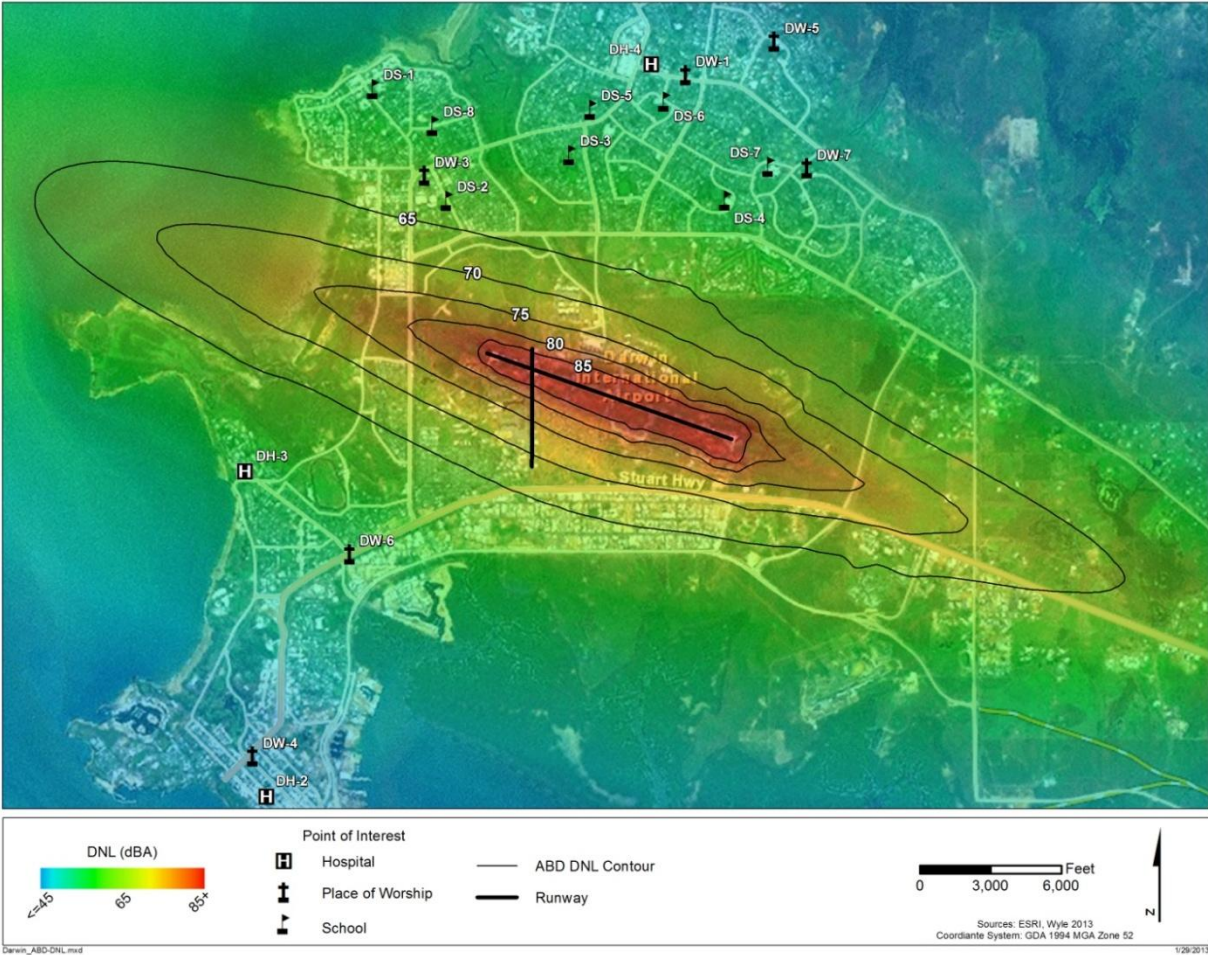 DW-5
DH-4
H
DW-1
DS-1
DS-5
DS-6
DS-8
DS-3
DS-7
DW-7
DW-3
DS-2
DS-4
65
70
75
80
85
Darwin
International
Airport
DH-3
H
Stuart Hwy
DW-6
DW-4
DH-2
H
DNL (dBA)
<=45
65
85+
Point of Interest
H Hospital
Place of Worship
School
ABD DNL Contour
Runway
Feet
0 3,000 6,000
N
Sources: ESRI, Wyle 2013
Coordiante System: GDA 1994 MGA Zone 52
Darwin_ABD-DNL.mxd
1/29/2013